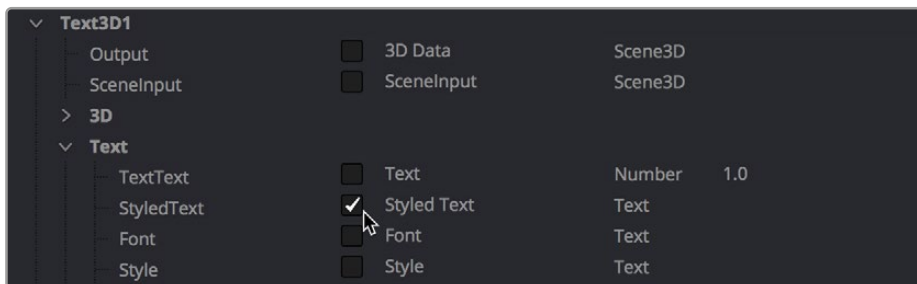 Text3D1
Output 3D Data Scene3D
SceneInput SceneInput Scene3D
3D
Text
TextText Text Number 1.0
StyledText Styled Text Text
Font Font Text
Style Style Text